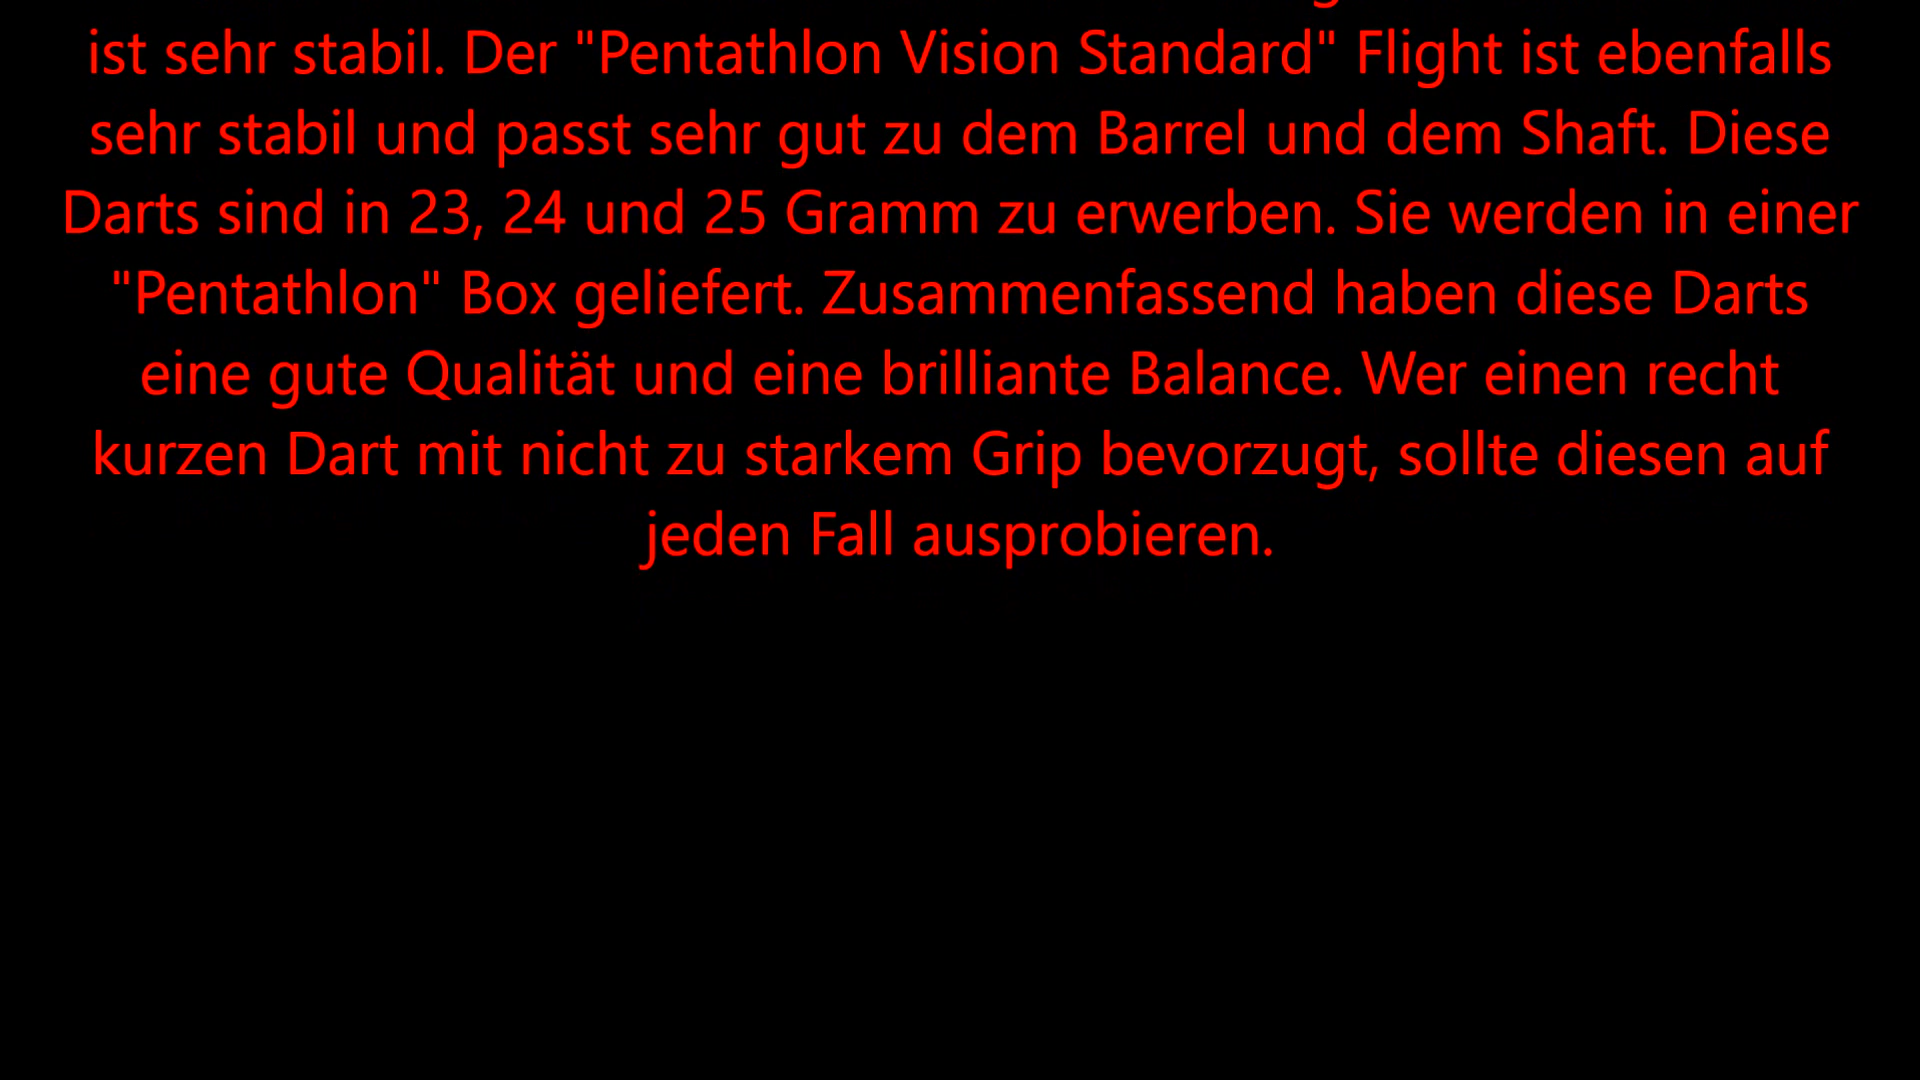 ist sehr stabil. Der "Pentathlon Vision Standard" Flight ist ebenfalls
sehr stabil und passt sehr gut zu dem Barrel und dem Shaft. Diese
Darts sind in 23, 24 und 25 Gramm zu erwerben. Sie werden in einer
"Pentathlon" Box geliefert. Zusammenfassend haben diese Darts
eine gute Qualität und eine brilliante Balance. Wer einen recht
kurzen Dart mit nicht zu starkem Grip bevorzugt, sollte diesen auf
jeden Fall ausprobieren.